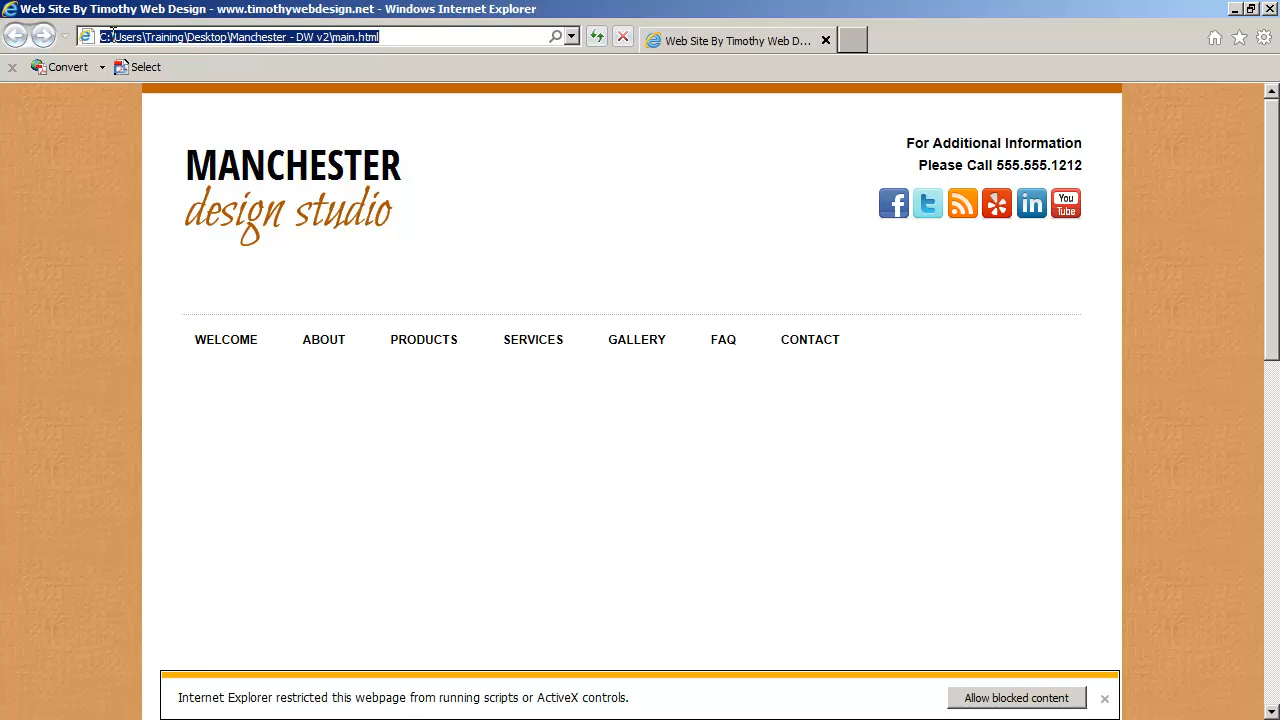 Web Site By Timothy Web Design - www.timothywebdesign.net - Windows Internet Explorer
C:\Users\Training\Desktop\Manchester - DW v2\main.html
Web Site By Timothy Web D...
Convert
Select
MANCHESTER
design studio
For Additional Information
Please Call 555.555.1212
f t in You Tube
WELCOME ABOUT PRODUCTS SERVICES GALLERY FAQ CONTACT
Internet Explorer restricted this webpage from running scripts or ActiveX controls.
Allow blocked content